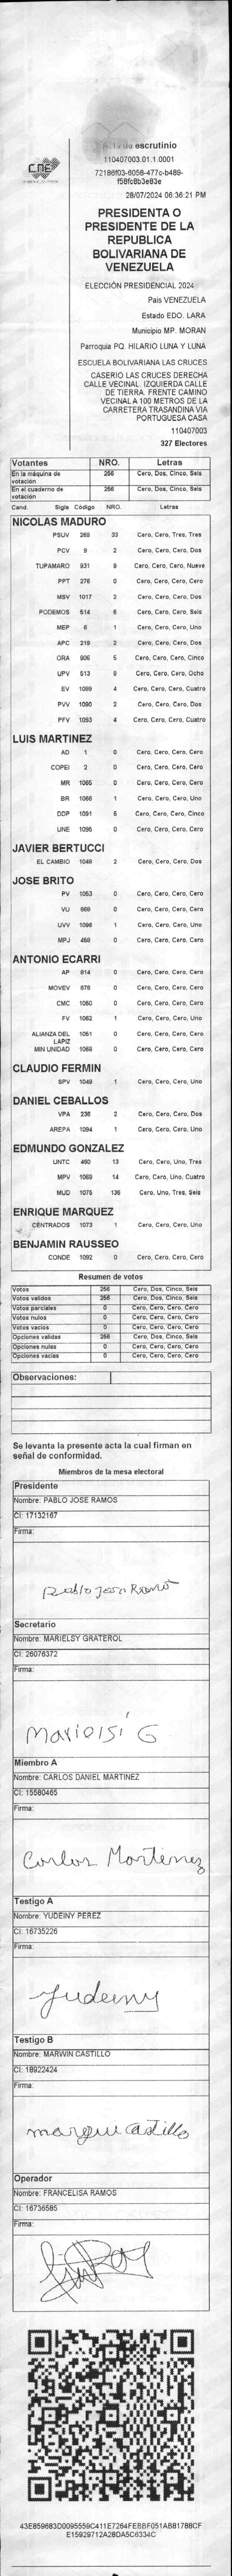 CNE
de escrutinio
110407003.01.1.0001
72186f03-6058-477c-b489-
f58fc8b3e83e
28/07/2024 06:36:21 PM
PRESIDENTA O
PRESIDENTE DE LA
REPUBLICA
BOLIVARIANA DE
VENEZUELA
ELECCIÓN PRESIDENCIAL 2024
Pais VENEZUELA
Estado EDO. LARA
Municipio MP. MORAN
Parroquia PQ. HILARIO LUNA Y LUNA
ESCUELA BOLIVARIANA LAS CRUCES
CASERIO LAS CRUCES DERECHA
CALLE VECINAL. IZQUIERDA CALLE
DE TIERRA. FRENTE CAMINO
VECINAL A 100 METROS DE LA
CARRETERA TRASANDINA VIA
PORTUGUESA CASA
110407003
327 Electores
Votantes NRO. Letras
En la máquina de votación 256 Cero, Dos, Cinco, Seis
En el cuaderno de votación 256 Cero, Dos, Cinco, Seis
Cand. Sigla Código NRO. Letras
NICOLAS MADURO
PSUV 269 33 Cero, Cero, Tres, Tres
PCV 9 2 Cero, Cero, Cero, Dos
TUPAMARO 931 9 Cero, Cero, Cero, Nueve
PPT 276 0 Cero, Cero, Cero, Cero
MSV 1017 2 Cero, Cero, Cero, Dos
PODEMOS 514 6 Cero, Cero, Cero, Seis
MEP 6 1 Cero, Cero, Cero, Uno
APC 219 2 Cero, Cero, Cero, Dos
ORA 906 5 Cero, Cero, Cero, Cinco
UPV 513 8 Cero, Cero, Cero, Ocho
EV 1089 4 Cero, Cero, Cero, Cuatro
PVV 1090 2 Cero, Cero, Cero, Dos
PFV 1093 4 Cero, Cero, Cero, Cuatro
LUIS MARTINEZ
AD 1 0 Cero, Cero, Cero, Cero
COPEI 2 0 Cero, Cero, Cero, Cero
MR 1065 0 Cero, Cero, Cero, Cero
BR 1066 1 Cero, Cero, Cero, Uno
DDP 1091 5 Cero, Cero, Cero, Cinco
UNE 1095 0 Cero, Cero, Cero, Cero
JAVIER BERTUCCI
EL CAMBIO 1048 2 Cero, Cero, Cero, Dos
JOSE BRITO
PV 1053 0 Cero, Cero, Cero, Cero
VU 969 0 Cero, Cero, Cero, Cero
UVV 1096 1 Cero, Cero, Cero, Uno
MPJ 459 0 Cero, Cero, Cero, Cero
ANTONIO ECARRI
AP 814 0 Cero, Cero, Cero, Cero
MOVEV 878 0 Cero, Cero, Cero, Cero
CMC 1050 0 Cero, Cero, Cero, Cero
FV 1062 1 Cero, Cero, Cero, Uno
ALIANZA DEL LAPIZ 1051 0 Cero, Cero, Cero, Cero
MIN UNIDAD 1068 0 Cero, Cero, Cero, Cero
CLAUDIO FERMIN
SPV 1049 1 Cero, Cero, Cero, Uno
DANIEL CEBALLOS
VPA 236 2 Cero, Cero, Cero, Dos
AREPA 1094 1 Cero, Cero, Cero, Uno
EDMUNDO GONZALEZ
UNTC 460 13 Cero, Cero, Uno, Tres
MPV 1069 14 Cero, Cero, Uno, Cuatro
MUD 1075 136 Cero, Uno, Tres, Seis
ENRIQUE MARQUEZ
CENTRADOS 1073 1 Cero, Cero, Cero, Uno
BENJAMIN RAUSSEO
CONDE 1092 0 Cero, Cero, Cero, Cero
Resumen de votos
Votos 256 Cero, Dos, Cinco, Seis
Votos validos 256 Cero, Dos, Cinco, Seis
Votos parciales 0 Cero, Cero, Cero, Cero
Votos nulos 0 Cero, Cero, Cero, Cero
Votos vacios 0 Cero, Cero, Cero, Cero
Opciones validas 256 Cero, Dos, Cinco, Seis
Opciones nulas 0 Cero, Cero, Cero, Cero
Opciones vacias 0 Cero, Cero, Cero, Cero
Observaciones:
Se levanta la presente acta la cual firman en
señal de conformidad.
Miembros de la mesa electoral
Presidente
Nombre: PABLO JOSE RAMOS
CI: 17132167
Firma:
Pablo Jose Ramos
Secretario
Nombre: MARIELSY GRATEROL
CI: 26076372
Firma:
Marielsi G
Miembro A
Nombre: CARLOS DANIEL MARTINEZ
CI: 15580465
Firma:
Carlos Martinez
Testigo A
Nombre: YUDEINY PEREZ
CI: 16735226
Firma:
Yudeiny
Testigo B
Nombre: MARWIN CASTILLO
CI: 18922424
Firma:
castillo
Operador
Nombre: FRANCELISA RAMOS
CI: 16736585
Firma:
43E859683D0095559C411E7264FEBBF051AB81788CF
E15929712A28DA5C6334C